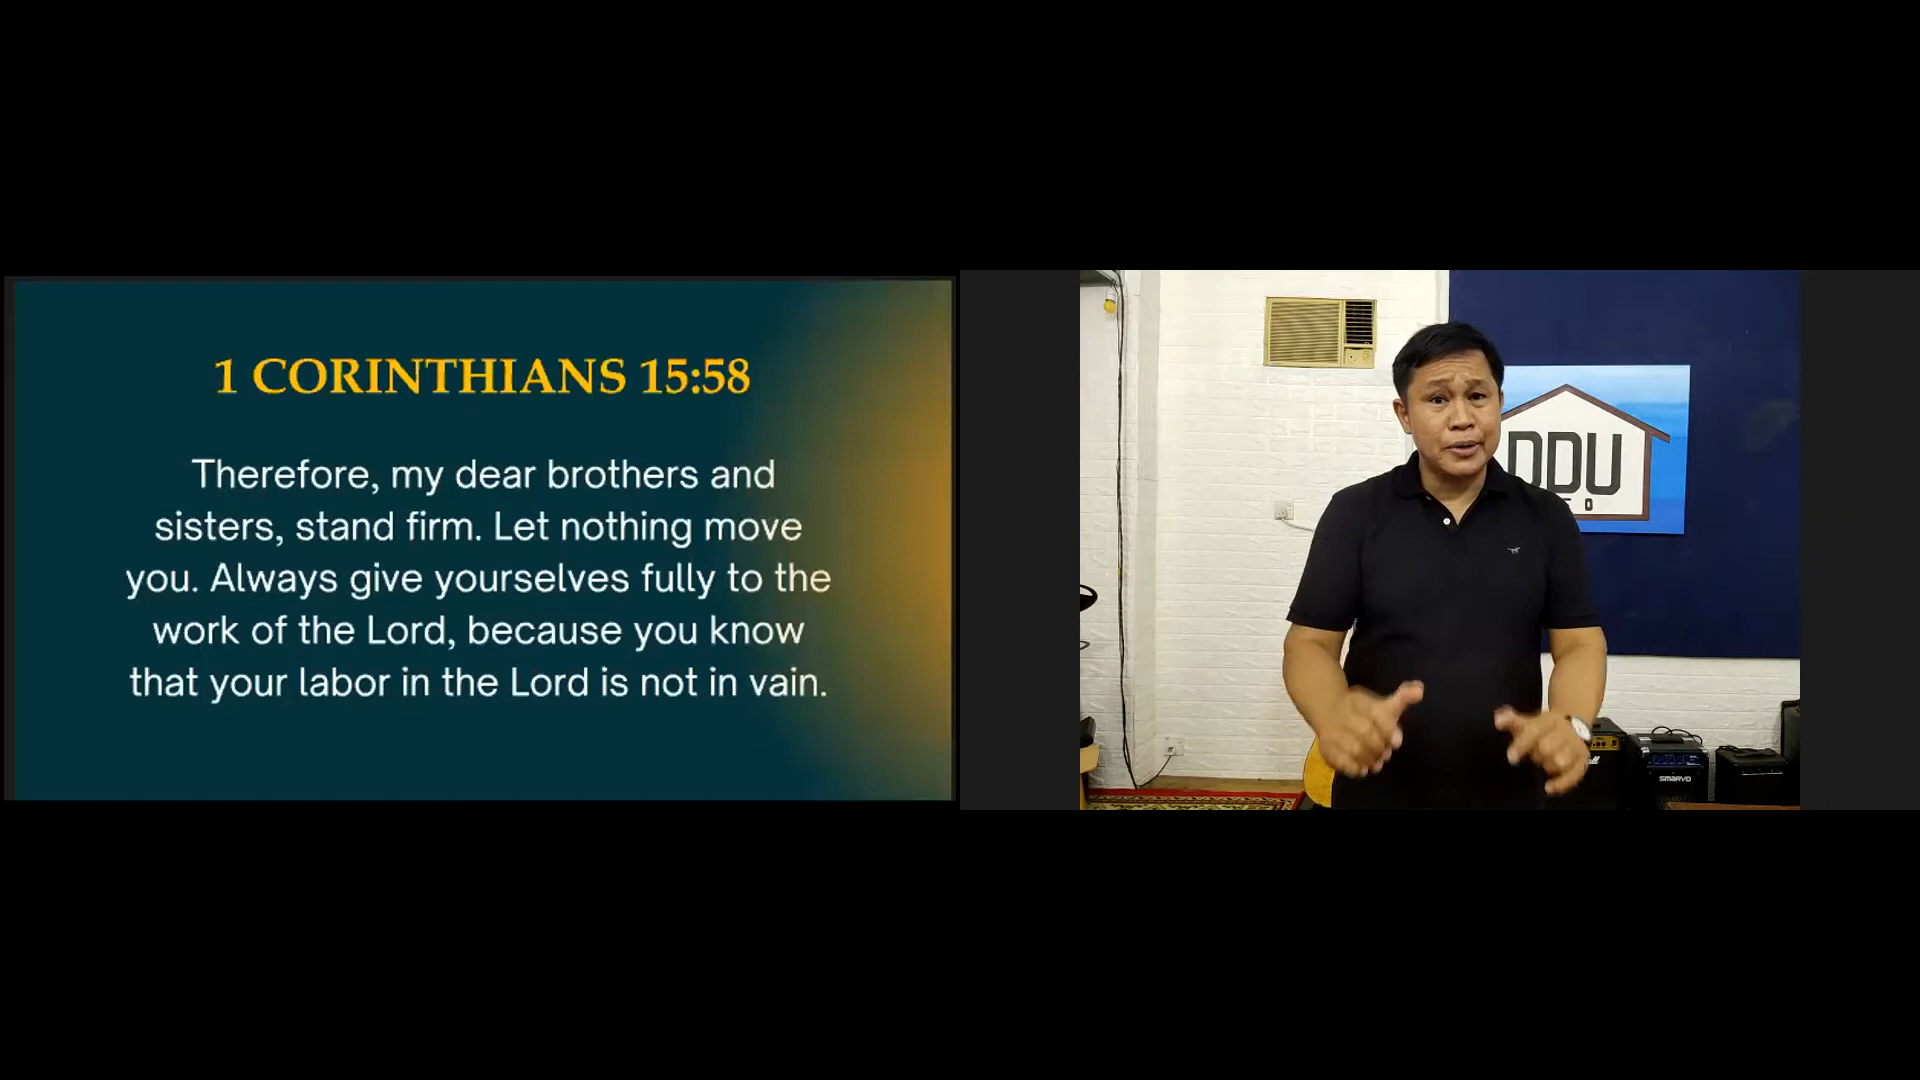 1 CORINTHIANS 15:58
Therefore, my dear brothers and
sisters, stand firm. Let nothing move
you. Always give yourselves fully to the
work of the Lord, because you know
that your labor in the Lord is not in vain.
DDU
SMARVO